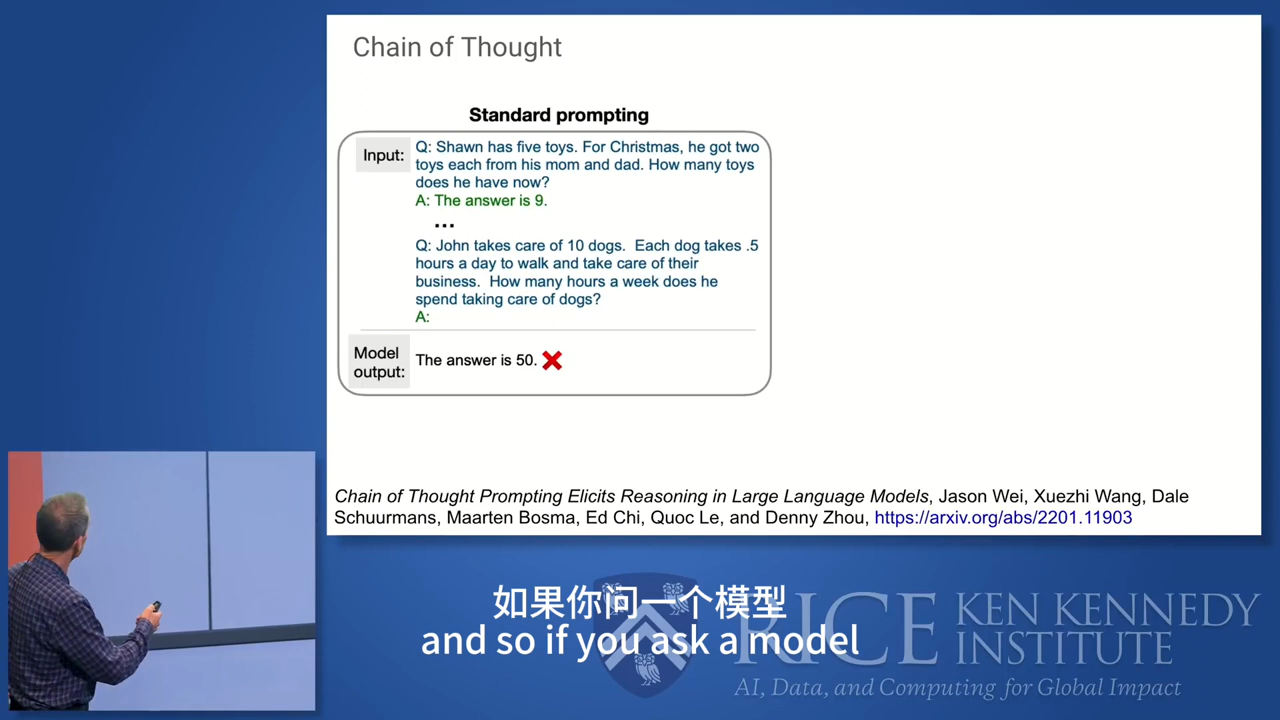 Chain of Thought
Standard prompting
Input:
Q: Shawn has five toys. For Christmas, he got two
toys each from his mom and dad. How many toys
does he have now?
A: The answer is 9.
...
Q: John takes care of 10 dogs. Each dog takes .5
hours a day to walk and take care of their
business. How many hours a week does he
spend taking care of dogs?
A:
Model
output:
The answer is 50.
Chain of Thought Prompting Elicits Reasoning in Large Language Models, Jason Wei, Xuezhi Wang, Dale
Schuurmans, Maarten Bosma, Ed Chi, Quoc Le, and Denny Zhou, https://arxiv.org/abs/2201.11903
如果你问一个模型
and so if you ask a model
RICE
KEN KENNEDY
INSTITUTE
AI, Data, and Computing for Global Impact